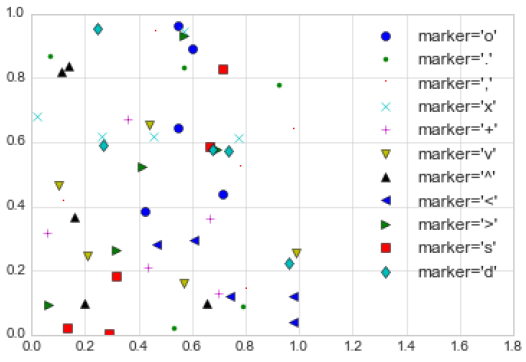 1.0
0.8
0.6
0.4
0.2
0.0
0.0 0.2 0.4 0.6 0.8 1.0 1.2 1.4 1.6 1.8
marker='o'
marker='.'
marker=','
marker='x'
marker='+'
marker='v'
marker='^'
marker='<'
marker='>'
marker='s'
marker='d'